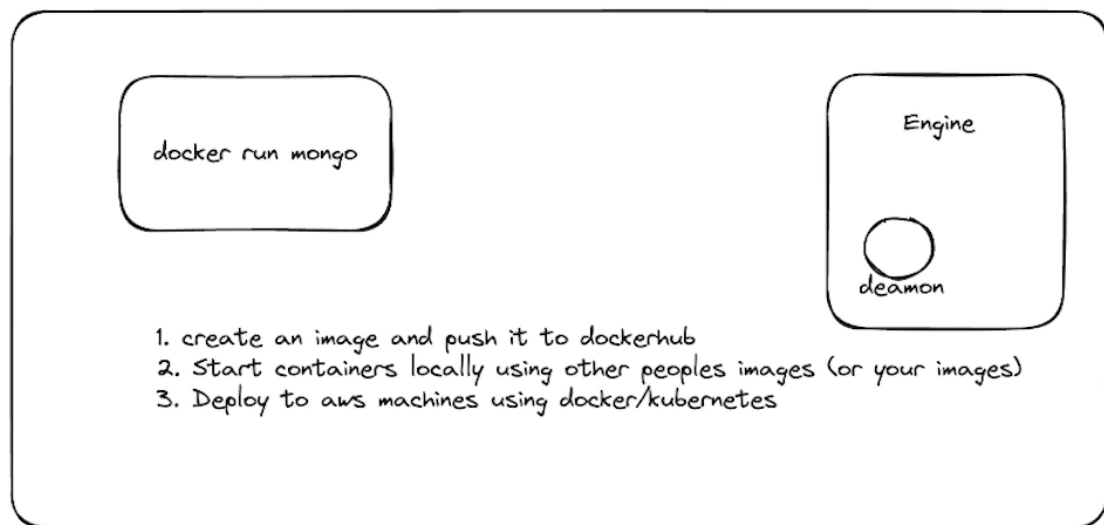 docker run mongo
Engine
deamon
1. create an image and push it to dockerhub
2. Start containers locally using other peoples images (or your images)
3. Deploy to aws machines using docker/kubernetes